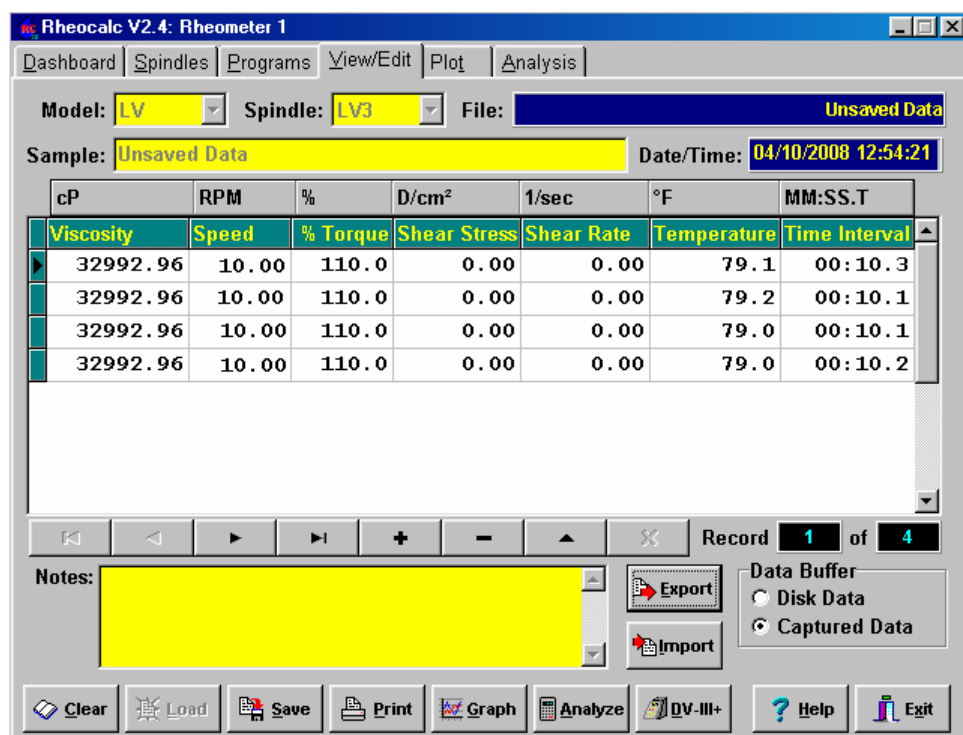 Rheocalc V2.4: Rheometer 1
Dashboard Spindles Programs View/Edit Plot Analysis
Model: LV Spindle: LV3 File: Unsaved Data
Sample: Unsaved Data Date/Time: 04/10/2008 12:54:21
cP RPM % D/cm² 1/sec °F MM:SS.T
Viscosity Speed % Torque Shear Stress Shear Rate Temperature Time Interval
32992.96 10.00 110.0 0.00 0.00 79.1 00:10.3
32992.96 10.00 110.0 0.00 0.00 79.2 00:10.1
32992.96 10.00 110.0 0.00 0.00 79.0 00:10.1
32992.96 10.00 110.0 0.00 0.00 79.0 00:10.2
Record 1 of 4
Notes: Export Data Buffer
Disk Data
Captured Data
Import
Clear Load Save Print Graph Analyze DV-III+ Help Exit